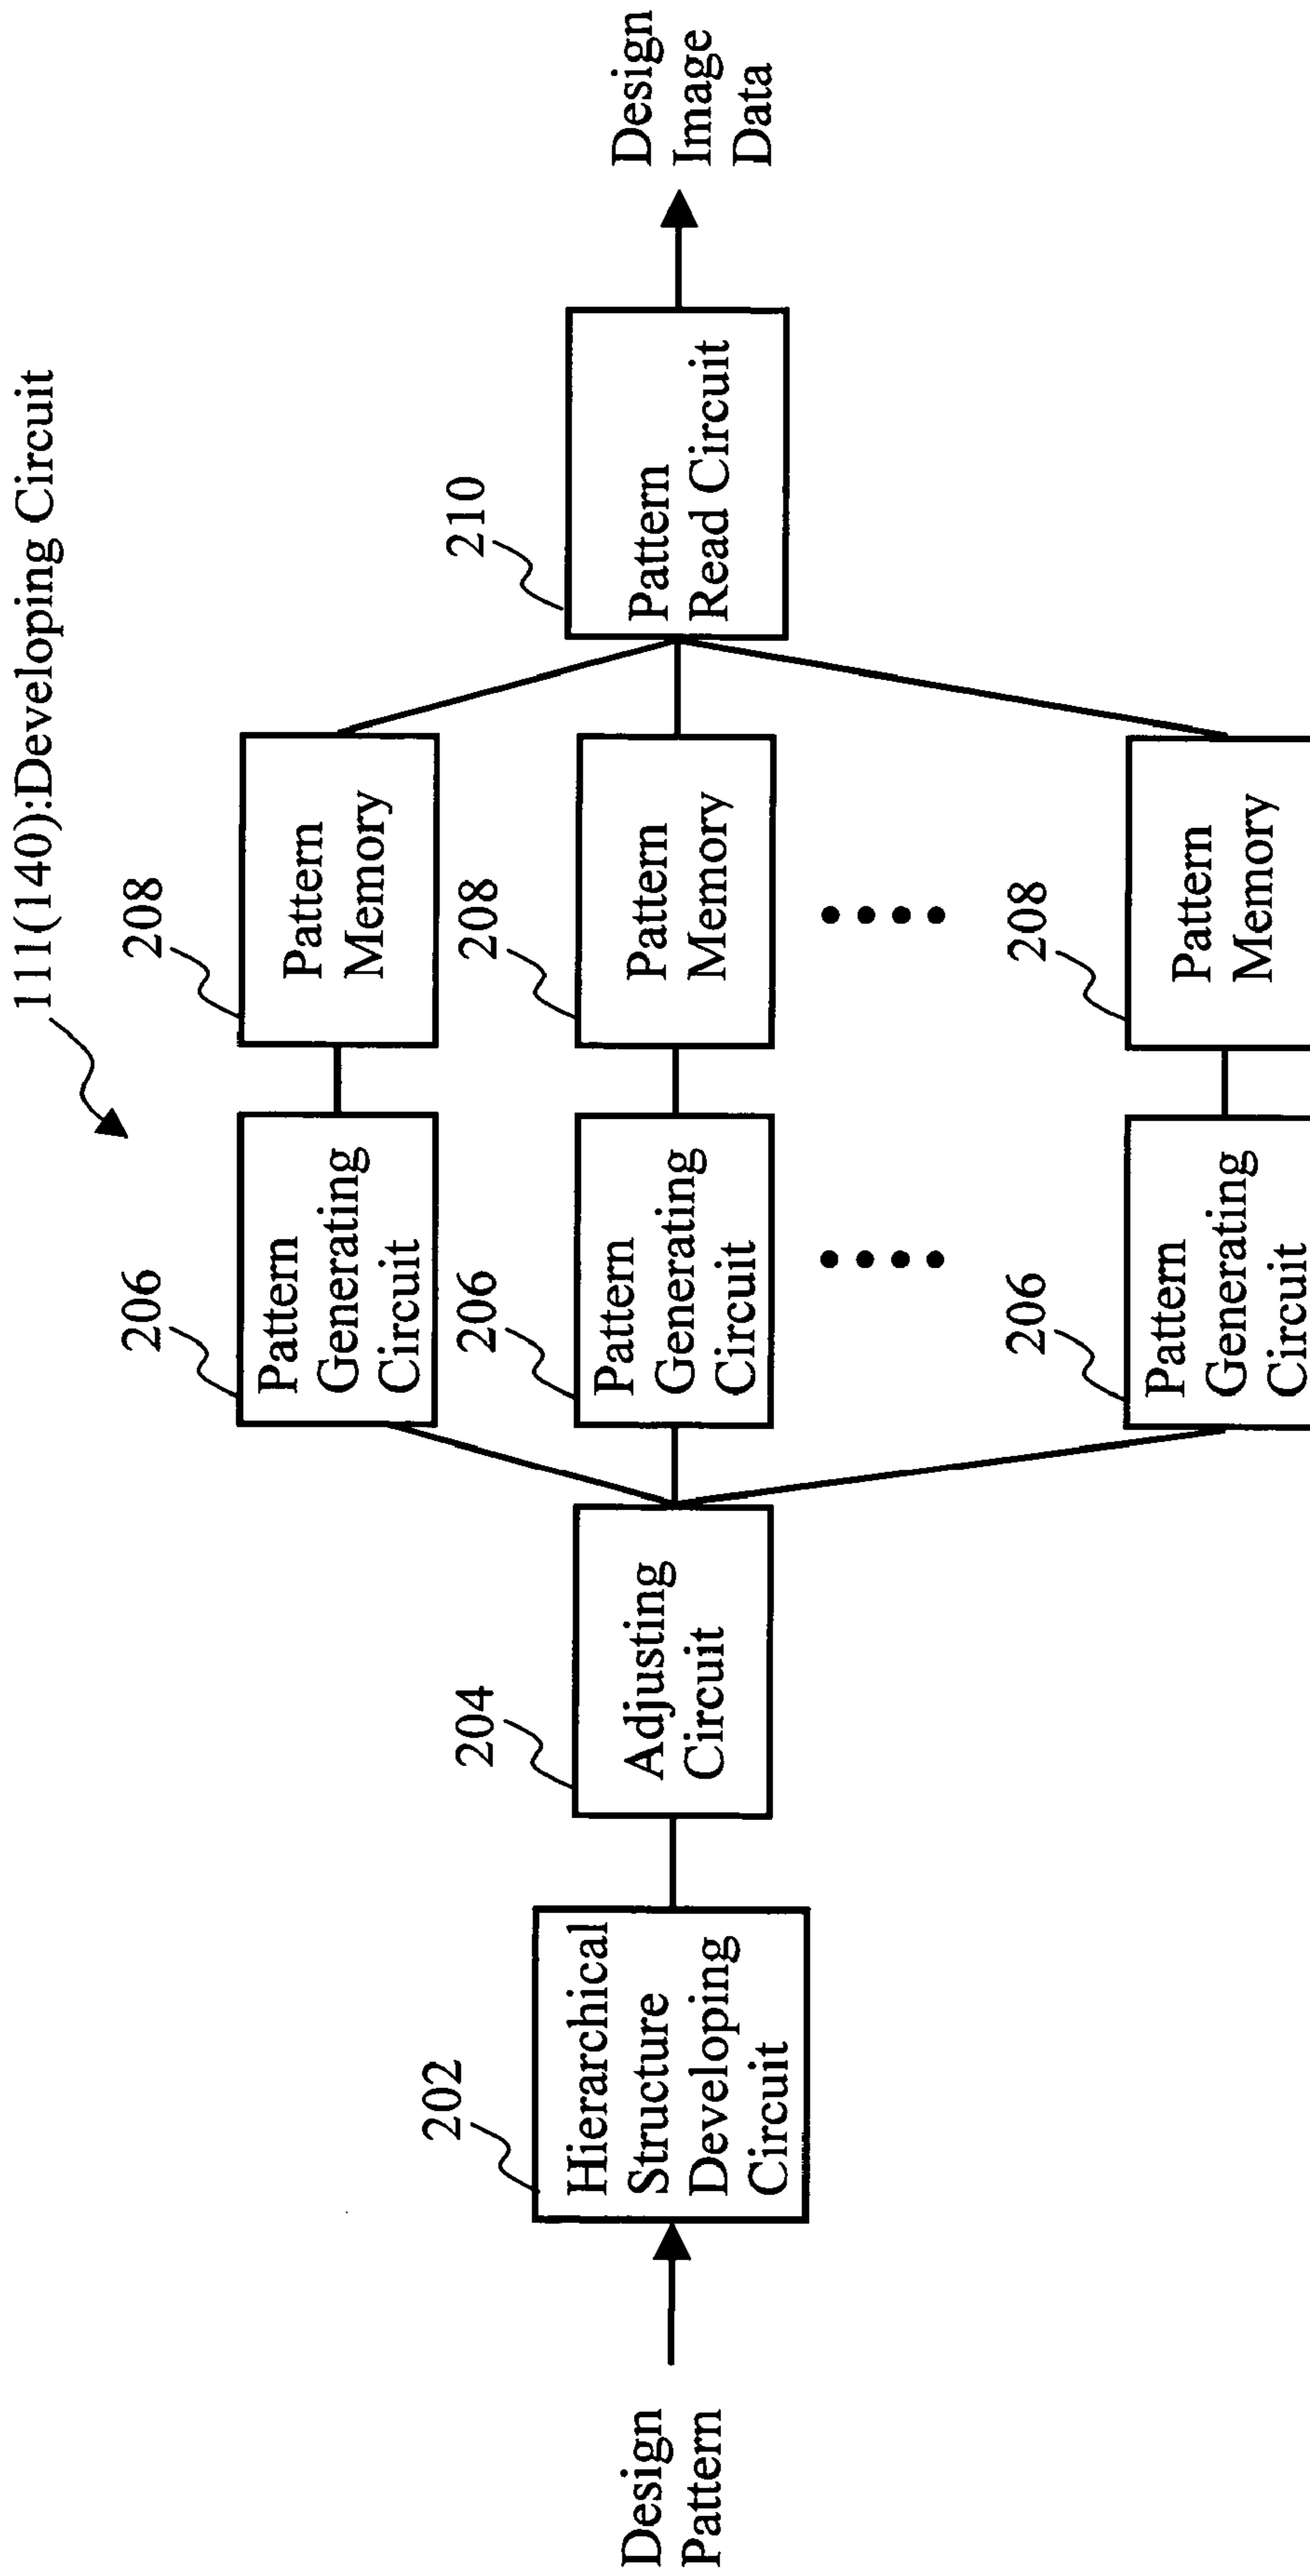 111(140):Developing Circuit
Design
Pattern
202
Hierarchical
Structure
Developing
Circuit
204
Adjusting
Circuit
206
Pattern
Generating
Circuit
208
Pattern
Memory
206
Pattern
Generating
Circuit
208
Pattern
Memory
206
Pattern
Generating
Circuit
208
Pattern
Memory
210
Pattern
Read Circuit
Design
Image
Data